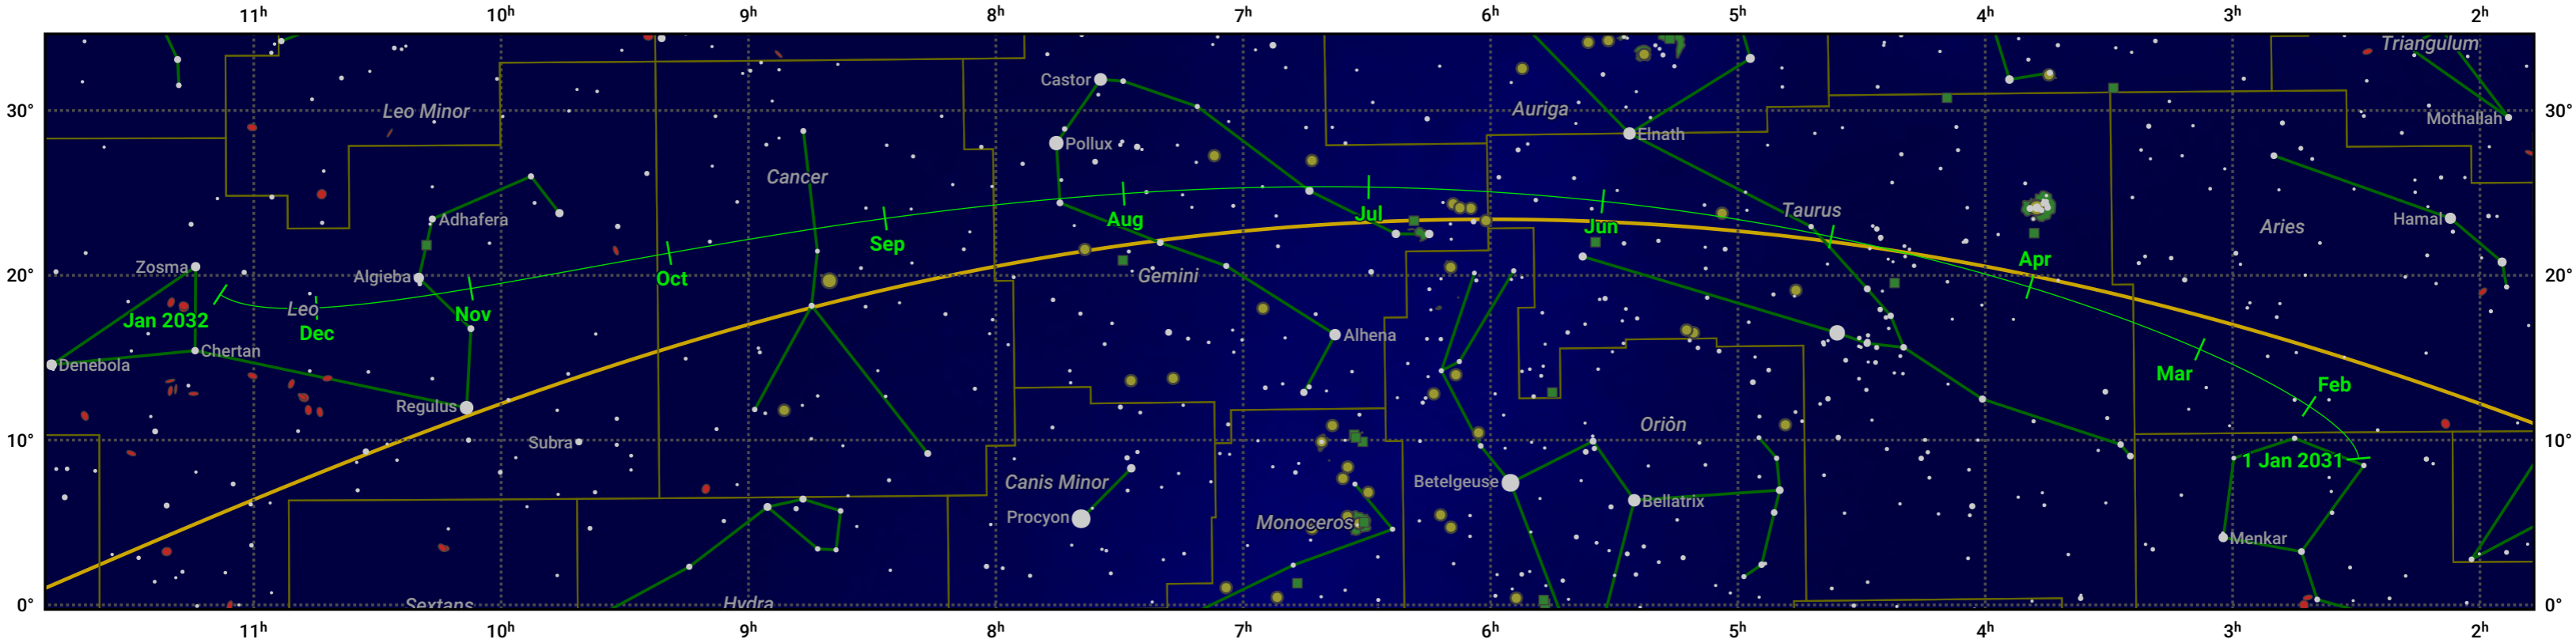 11h 10h 9h 8h 7h 6h 5h 4h 3h 2h
Triangulum
Castor
30° Leo Minor Auriga 30°
Mothallah
Elnath
Pollux
Cancer
Taurus
Adhafera Aug Jul Hamal
Jun Aries
Sep
Apr
Zosma
Algieba Oct Gemini
20° 20°
Leo
Nov
Jan 2032
Dec Alhena
Chertan
Denebola
Mar Feb
Regulus
Orion
10° Subra 10°
1 Jan 2031
Canis Minor Betelgeuse
Bellatrix
Procyon Monoceros
Menkar
0° Sextans Hydra 0°
11h 10h 9h 8h 7h 6h 5h 4h 3h 2h